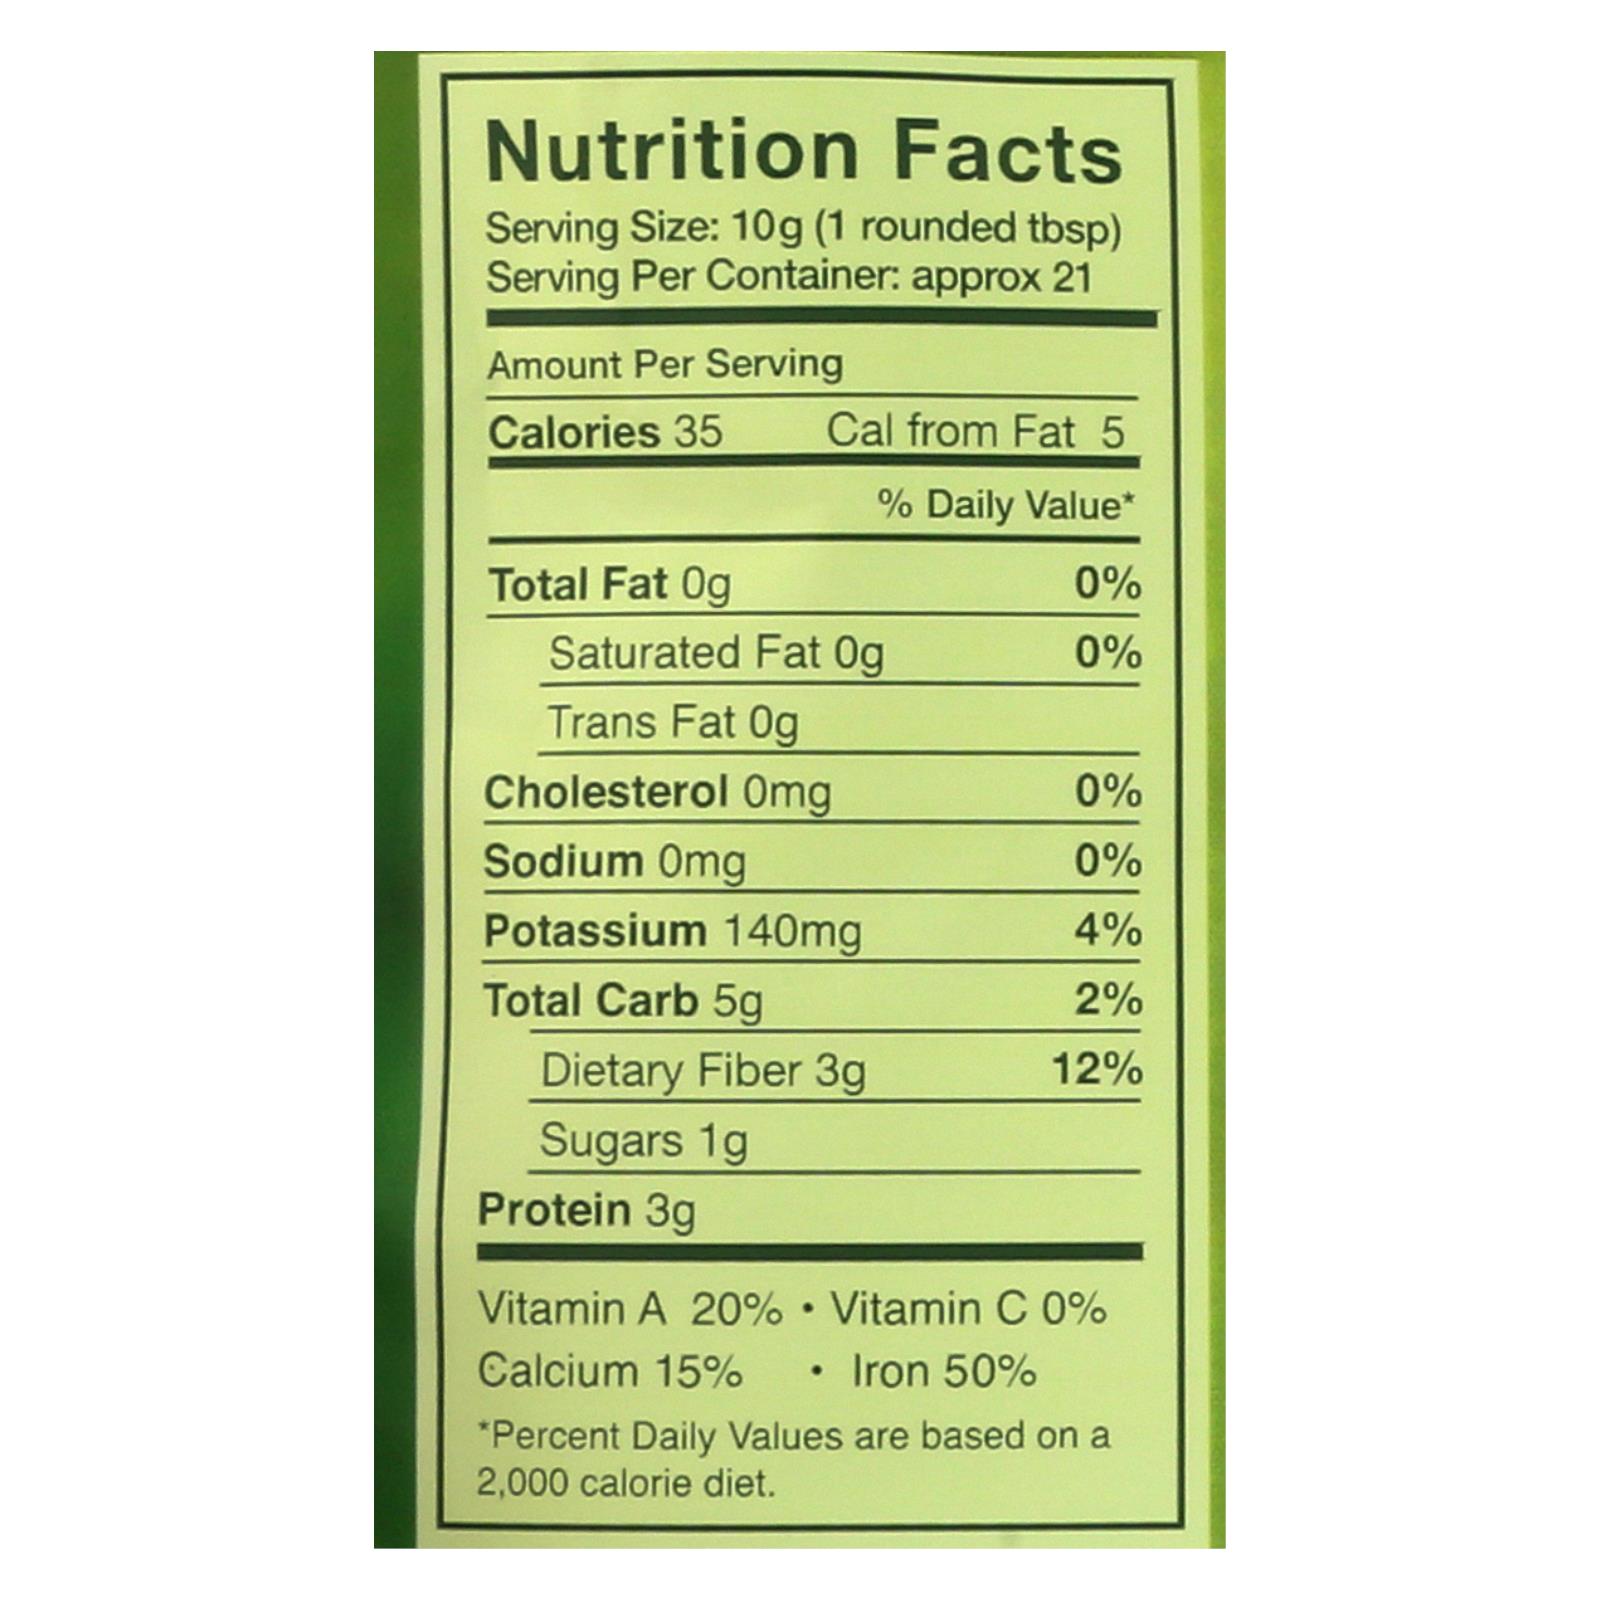 Nutrition Facts
Serving Size: 10g (1 rounded tbsp)
Serving Per Container: approx 21
Amount Per Serving
Calories 35 Cal from Fat 5
% Daily Value*
Total Fat 0g 0%
Saturated Fat 0g 0%
Trans Fat 0g
Cholesterol 0mg 0%
Sodium 0mg 0%
Potassium 140mg 4%
Total Carb 5g 2%
Dietary Fiber 3g 12%
Sugars 1g
Protein 3g
Vitamin A 20% • Vitamin C 0%
Calcium 15% • Iron 50%
*Percent Daily Values are based on a
2,000 calorie diet.